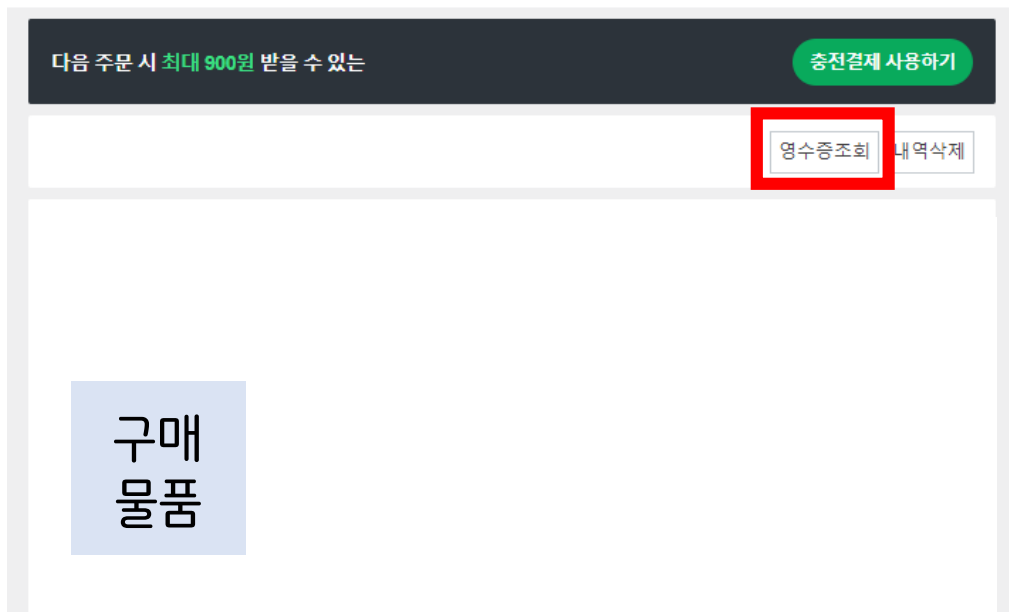 다음 주문 시 최대 900원 받을 수 있는
충전결제 사용하기
영수증조회
내역삭제
구매
물품